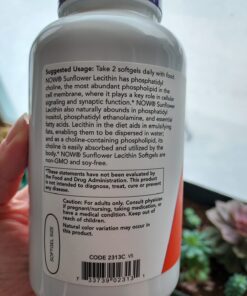 Suggested Usage: Take 2 softgels daily with food.
NOW® Sunflower Lecithin has phosphatidyl
choline, the most abundant phospholipid in the
cell membrane, where it plays a key role in cellular
signaling and synaptic function.* NOW® Sunflower
Lecithin also naturally abounds in phosphatidyl
inositol, phosphatidyl ethanolamine, and essential
fatty acids. Lecithin in the diet aids in emulsifying
fats, enabling them to be dispersed in water;
and as a choline-containing phospholipid, its
choline is easily absorbed and utilized by the
body.* NOW® Sunflower Lecithin Softgels are
non-GMO and soy-free.
*These statements have not been evaluated by
the Food and Drug Administration. This product
is not intended to diagnose, treat, cure or prevent
any disease.
Caution: For adults only. Consult physician
if pregnant/nursing, taking medication, or
have a medical condition. Keep out of
reach of children.
Natural color variation may occur in
this product.
SOFTGEL SIZE
CODE 2313C V5
7 33739 02313